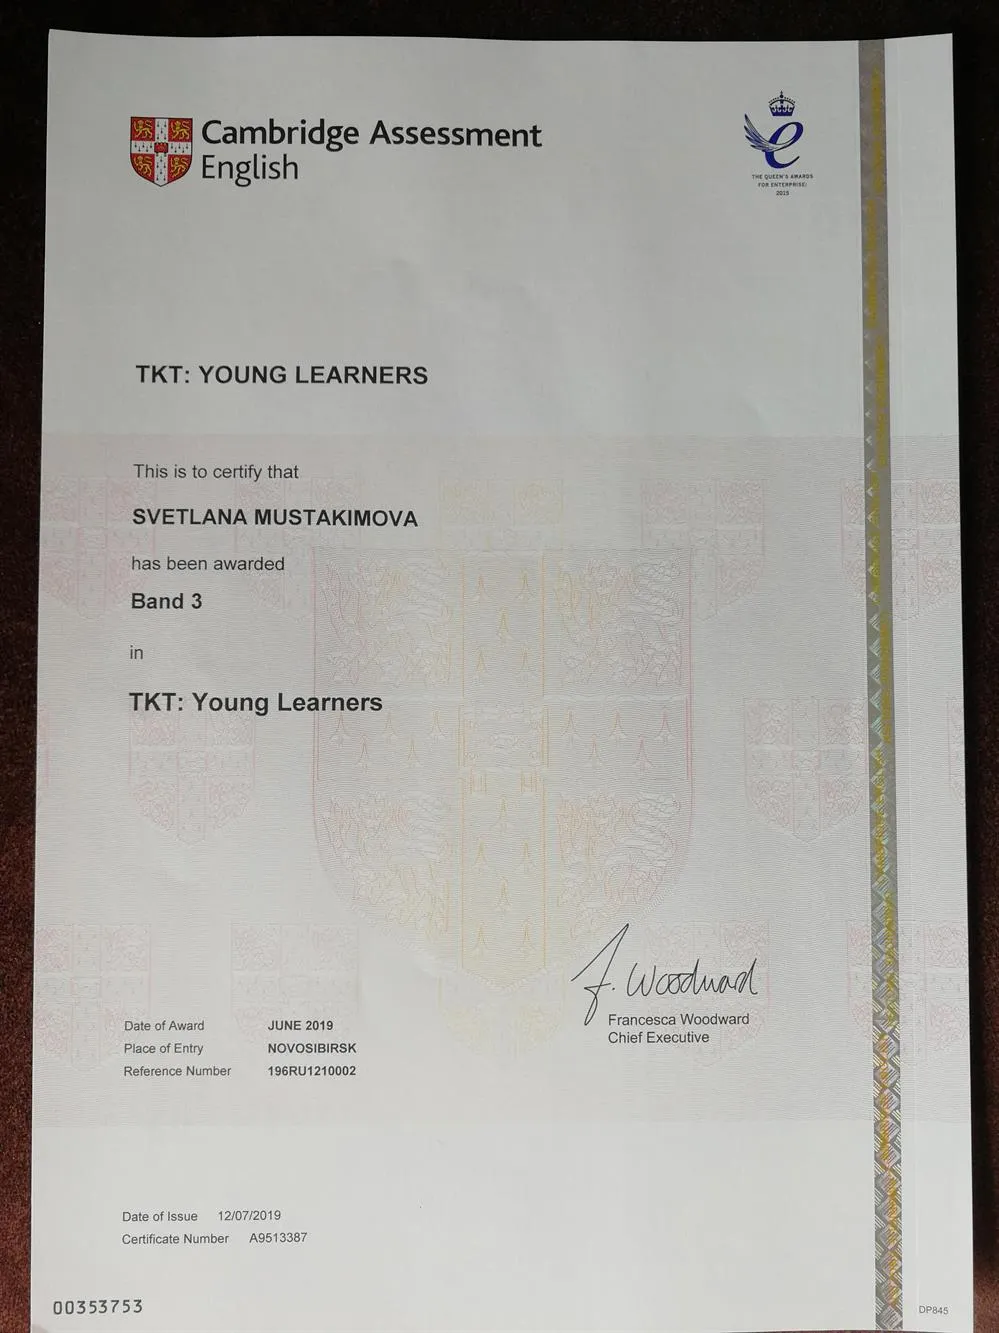 Cambridge Assessment
English
THE QUEEN'S AWARDS
FOR ENTERPRISE:
2015
TKT: YOUNG LEARNERS
This is to certify that
SVETLANA MUSTAKIMOVA
has been awarded
Band 3
in
TKT: Young Learners
F. Woodward
Francesca Woodward
Chief Executive
Date of Award JUNE 2019
Place of Entry NOVOSIBIRSK
Reference Number 196RU1210002
Date of Issue 12/07/2019
Certificate Number A9513387
00353753
DP845